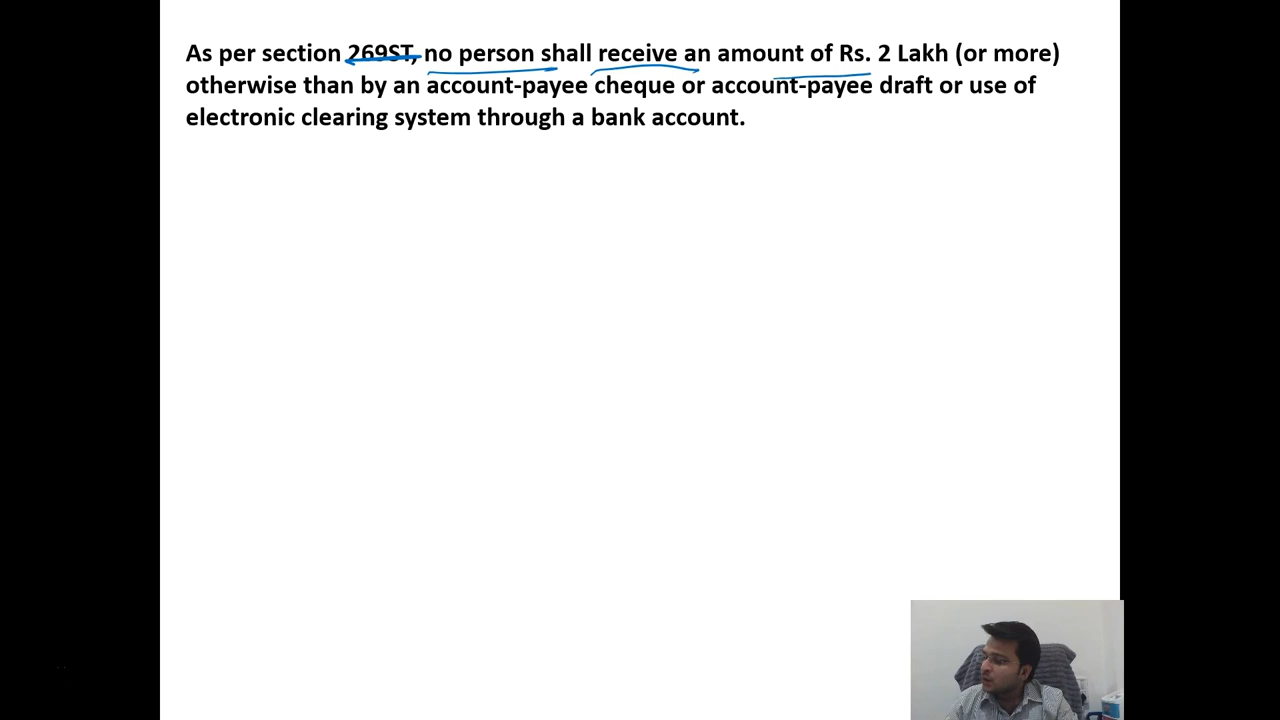 As per section 269ST, no person shall receive an amount of Rs. 2 Lakh (or more)
otherwise than by an account-payee cheque or account-payee draft or use of
electronic clearing system through a bank account.